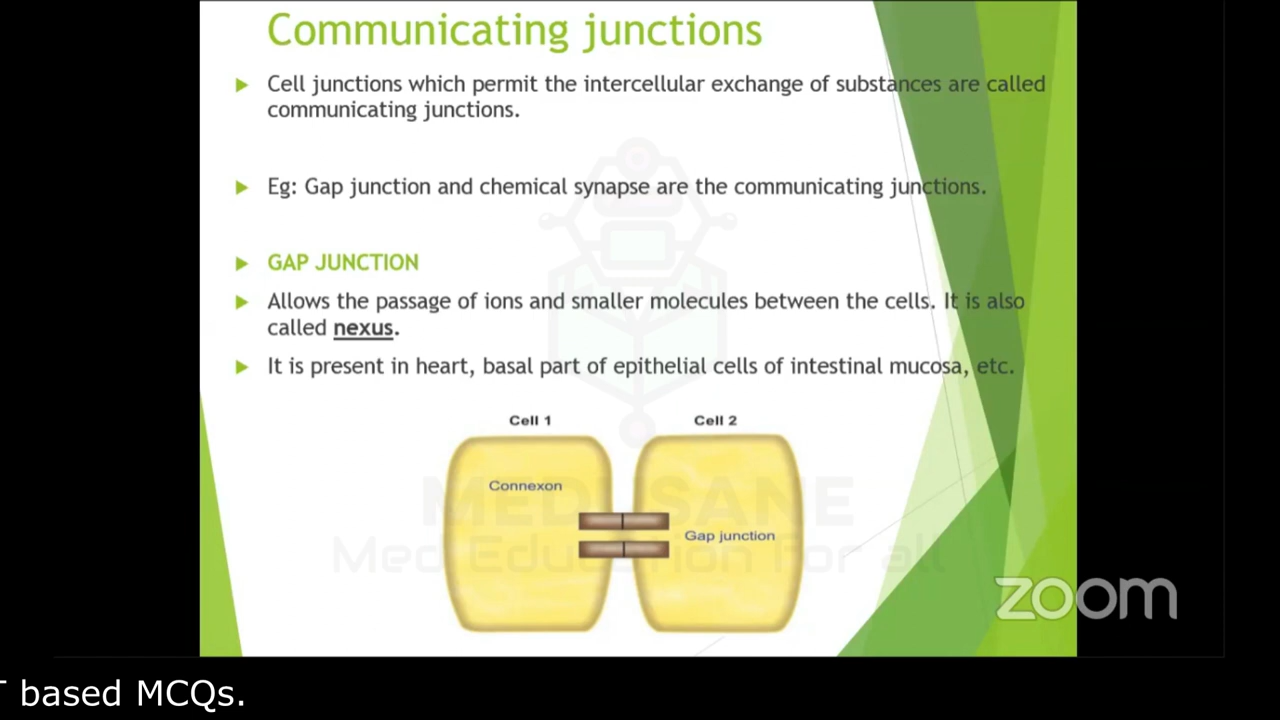 Communicating junctions
Cell junctions which permit the intercellular exchange of substances are called
communicating junctions.
Eg: Gap junction and chemical synapse are the communicating junctions.
GAP JUNCTION
Allows the passage of ions and smaller molecules between the cells. It is also
called nexus.
It is present in heart, basal part of epithelial cells of intestinal mucosa, etc.
Cell 1
Cell 2
Connexon
Gap junction
Med Education for all
zoom
based MCQs.